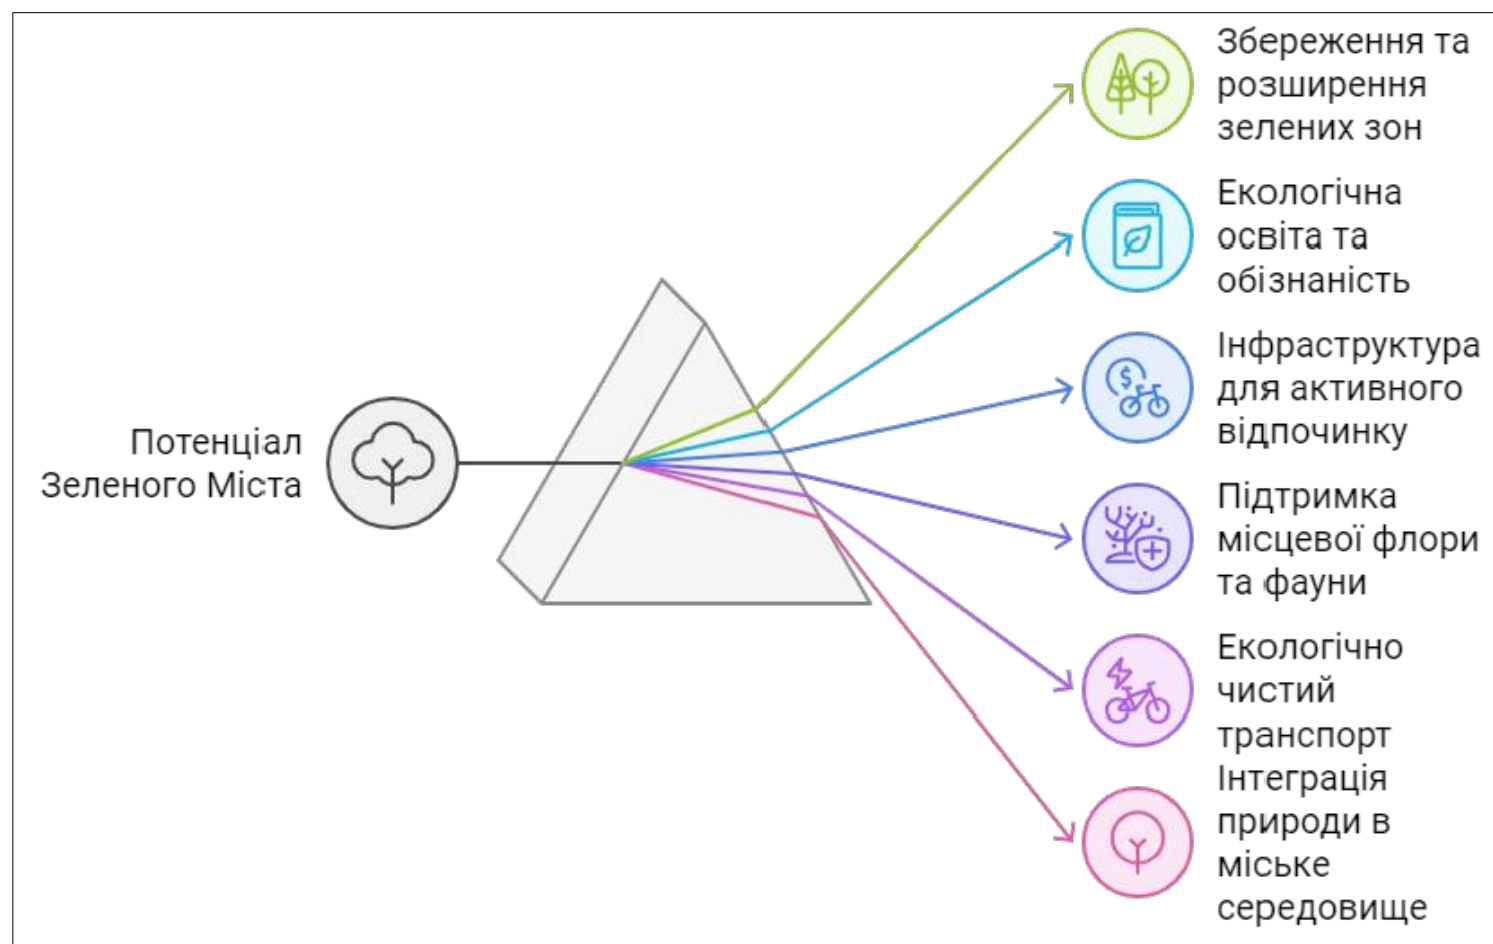 Потенціал
Зеленого Міста
Збереження та
розширення
зелених зон
Екологічна
освіта та
обізнаність
Інфраструктура
для активного
відпочинку
Підтримка
місцевої флори
та фауни
Екологічно
чистий
транспорт
Інтеграція
природи в
міське
середовище